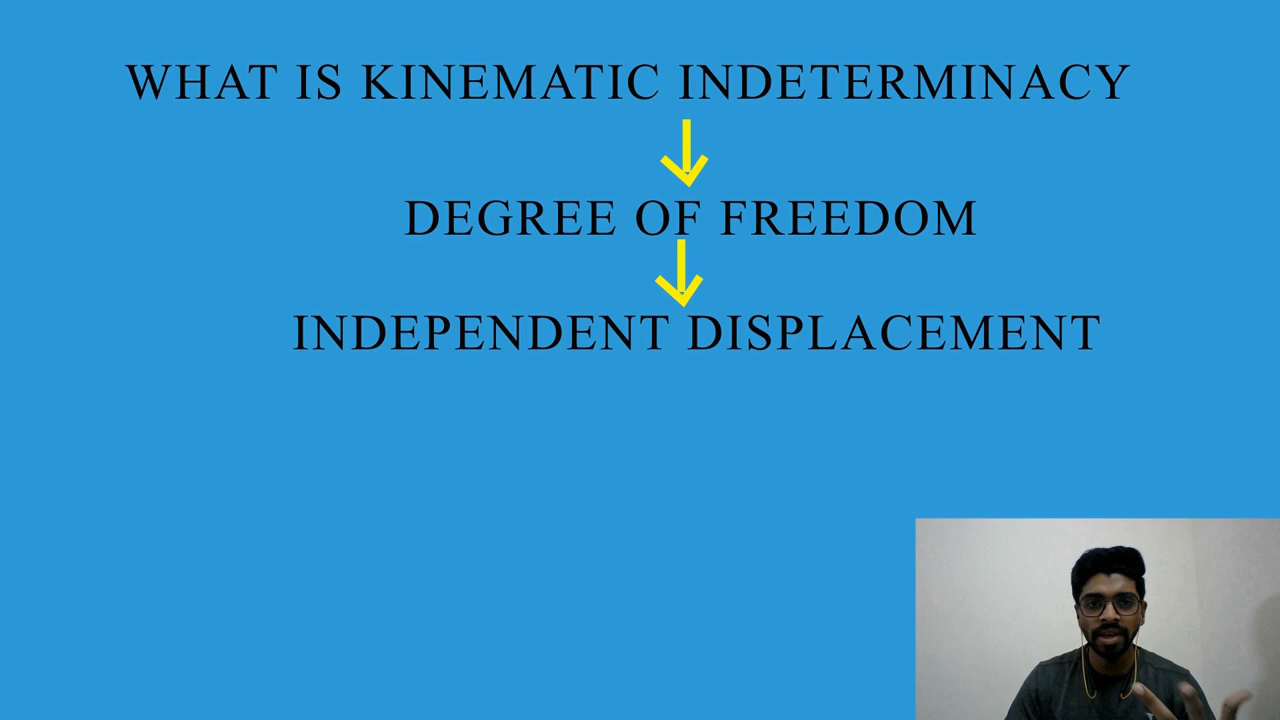 WHAT IS KINEMATIC INDETERMINACY
DEGREE OF FREEDOM
INDEPENDENT DISPLACEMENT